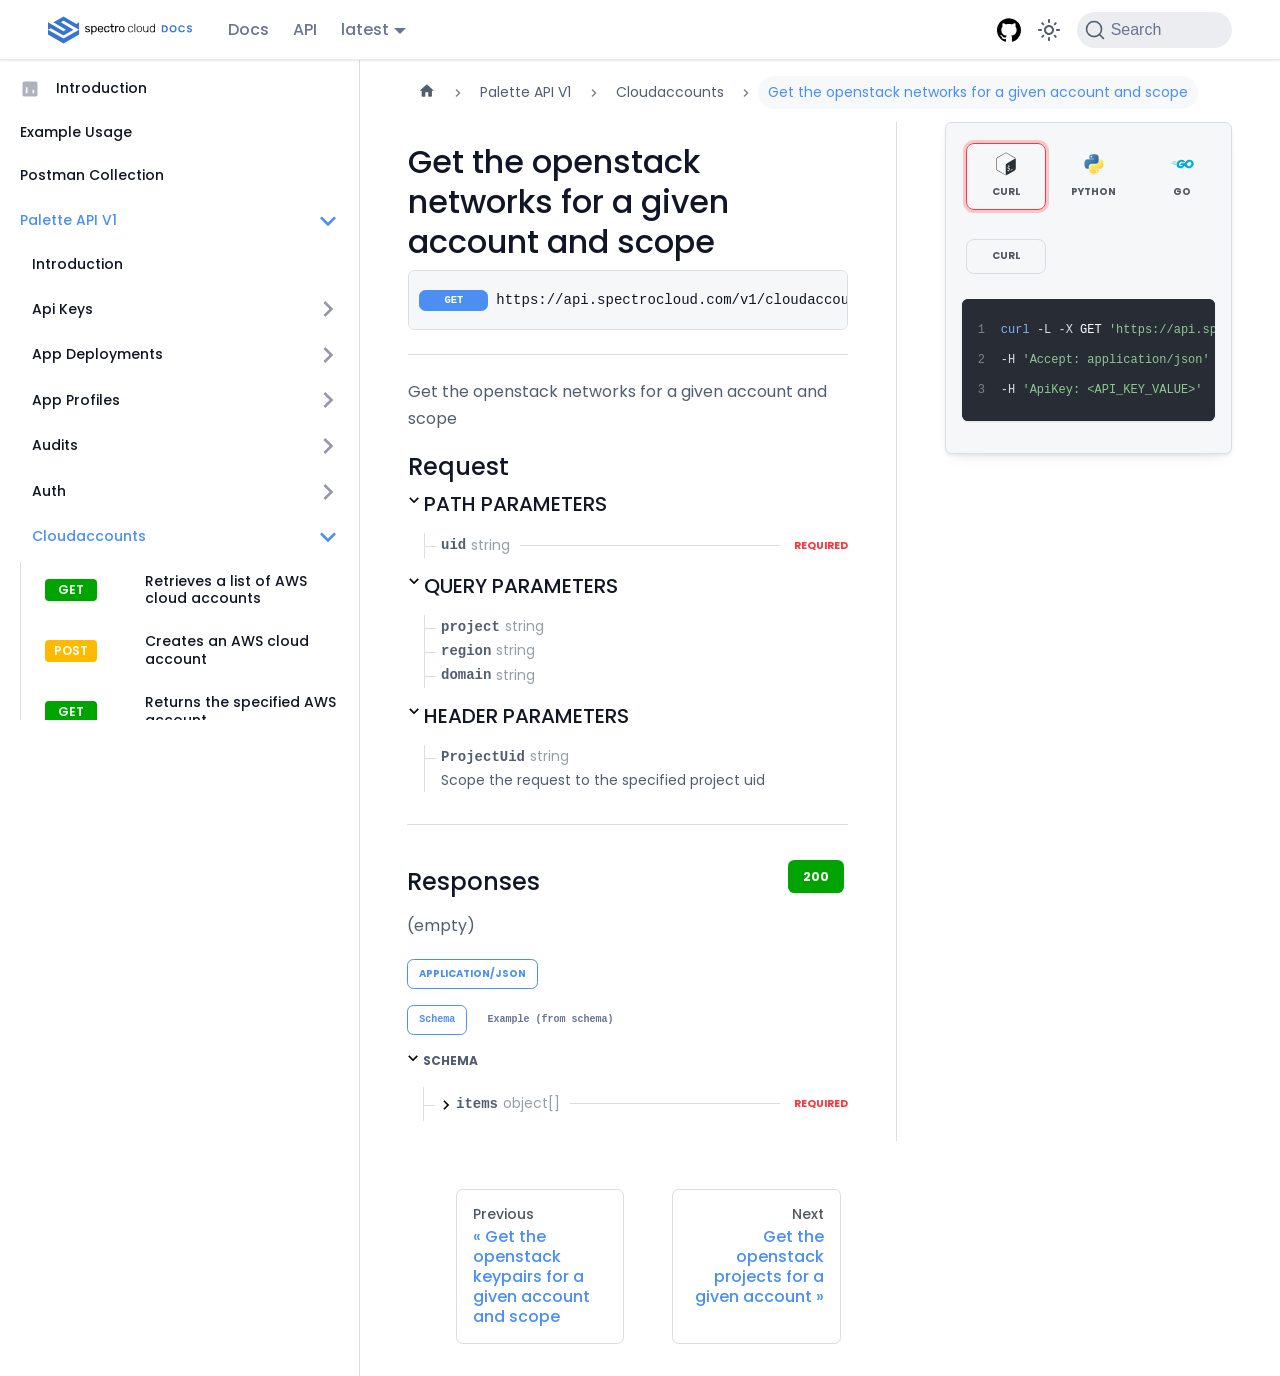 spectro cloud DOCS Docs API latest Search
Introduction
Example Usage
Postman Collection
Palette API V1
Introduction
Api Keys
App Deployments
App Profiles
Audits
Auth
Cloudaccounts
GET Retrieves a list of AWS
cloud accounts
POST Creates an AWS cloud
account
GET Returns the specified AWS
account
Palette API V1 Cloudaccounts Get the openstack networks for a given account and scope
Get the openstack
networks for a given
account and scope
GET https://api.spectrocloud.com/v1/cloudaccou
Get the openstack networks for a given account and
scope
Request
PATH PARAMETERS
uid string REQUIRED
QUERY PARAMETERS
project string
region string
domain string
HEADER PARAMETERS
ProjectUid string
Scope the request to the specified project uid
Responses 200
(empty)
APPLICATION/JSON
Schema Example (from schema)
SCHEMA
items object[] REQUIRED
Previous
« Get the
openstack
keypairs for a
given account
and scope
Next
Get the
openstack
projects for a
given account »
CURL PYTHON GO
CURL
1 curl -L -X GET 'https://api.sp
2 -H 'Accept: application/json'
3 -H 'ApiKey: <API_KEY_VALUE>'